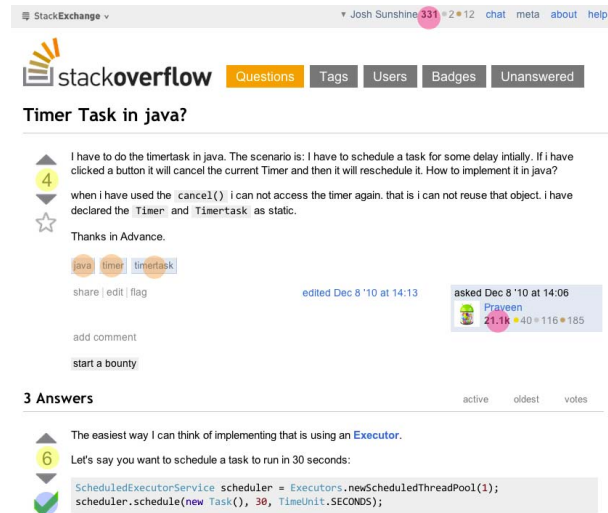 StackExchange
Josh Sunshine 331 2 12 chat meta about help
stackoverflow Questions Tags Users Badges Unanswered
Timer Task in java?
I have to do the timertask in java. The scenario is: I have to schedule a task for some delay intially. If i have
clicked a button it will cancel the current Timer and then it will reschedule it. How to implement it in java?
4
when i have used the cancel() i can not access the timer again. that is i can not reuse that object. i have
declared the Timer and Timertask as static.
Thanks in Advance.
java timer timertask
share | edit | flag
edited Dec 8 '10 at 14:13
asked Dec 8 '10 at 14:06
Praveen
21.1k 40 116 185
add comment
start a bounty
3 Answers
active oldest votes
The easiest way I can think of implementing that is using an Executor.
6
Let's say you want to schedule a task to run in 30 seconds:
ScheduledExecutorService scheduler = Executors.newScheduledThreadPool(1);
scheduler.schedule(new Task(), 30, TimeUnit.SECONDS);